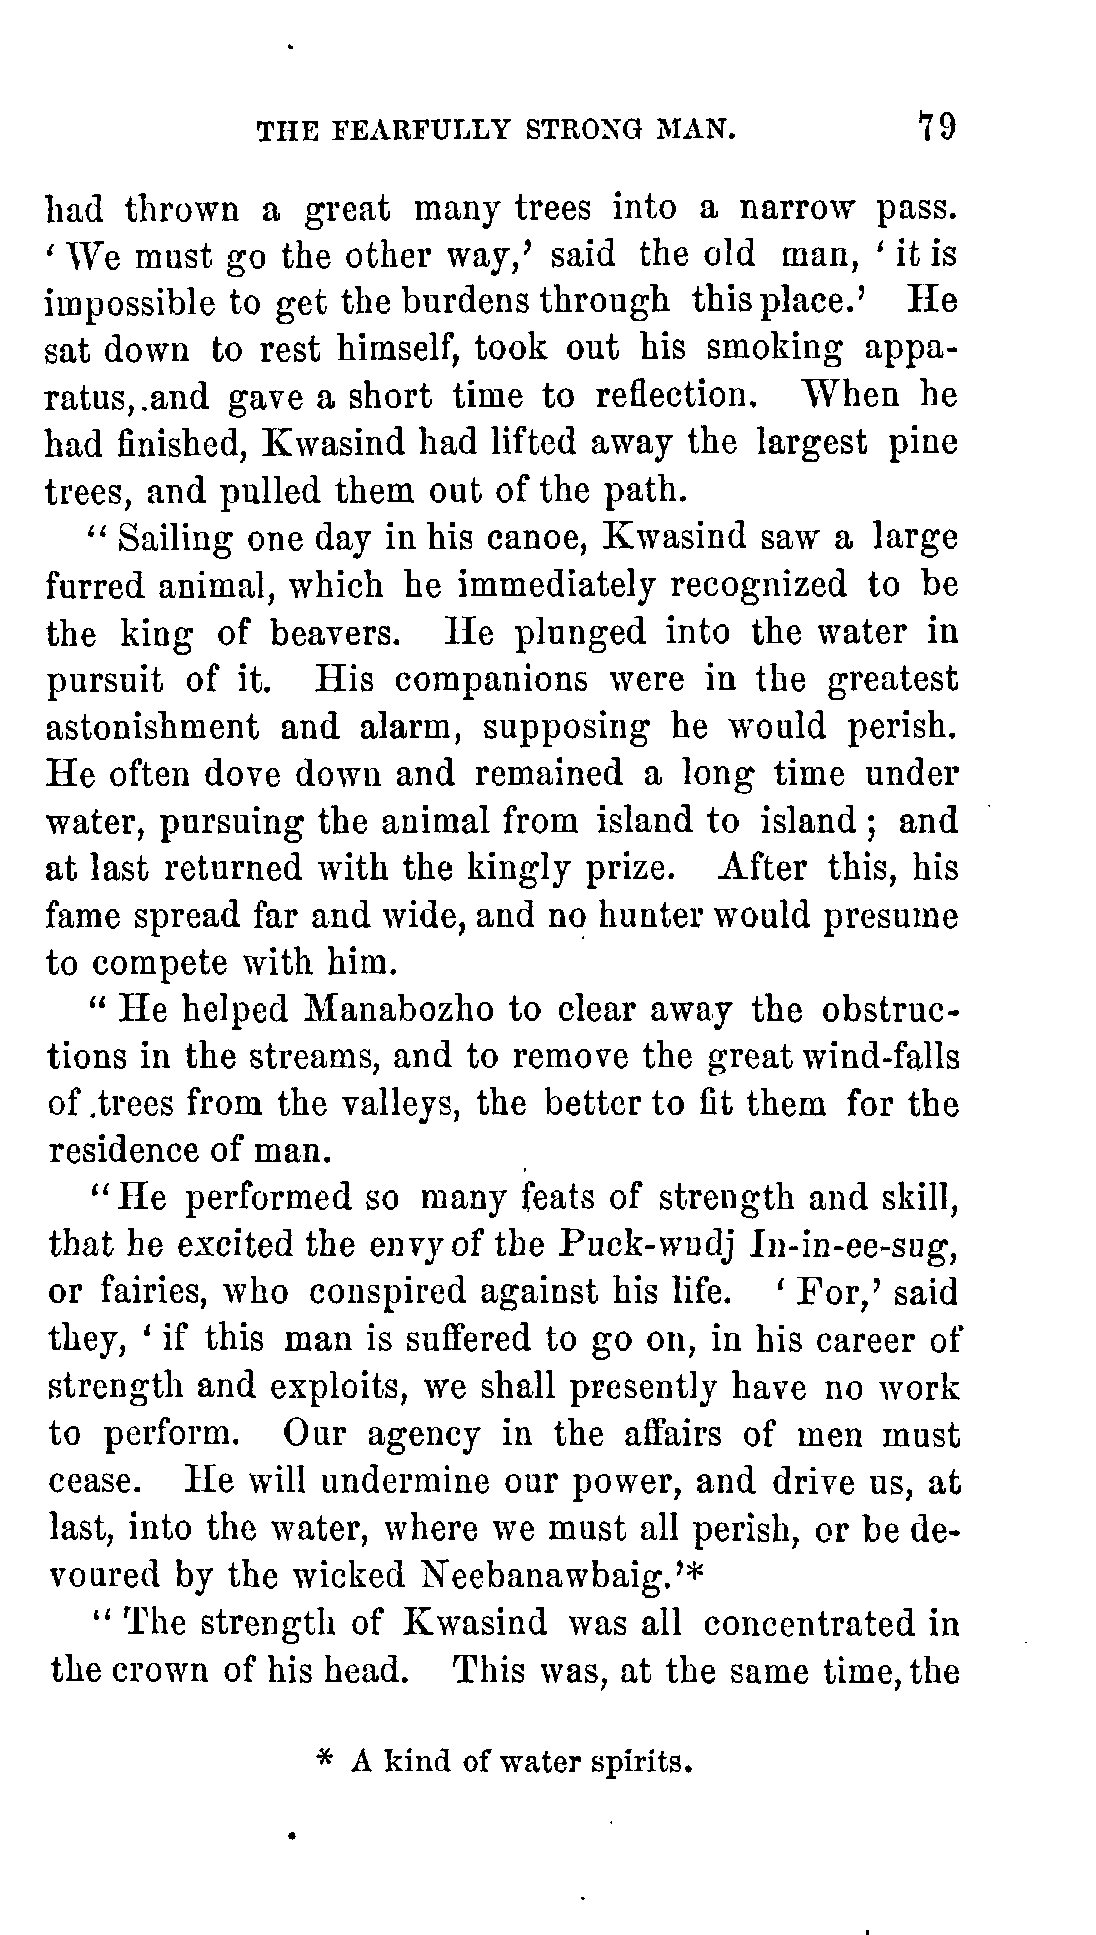 THE FEARFULLY STRONG MAN. 79
had thrown a great many trees into a narrow pass.
‘ We must go the other way,’ said the old man, ‘ it is
impossible to get the burdens through this place.’ He
sat down to rest himself, took out his smoking appa-
ratus, .and gave a short time to reflection. When he
had finished, Kwasind had lifted away the largest pine
trees, and pulled them out of the path.
“ Sailing one day in his canoe, Kwasind saw a large
furred animal, which he immediately recognized to be
the king of beavers. He plunged into the water in
pursuit of it. His companions were in the greatest
astonishment and alarm, supposing he would perish.
He often dove down and remained a long time under
water, pursuing the animal from island to island ; and
at last returned with the kingly prize. After this, his
fame spread far and wide, and no hunter would presume
to compete with him.
“ He helped Manabozho to clear away the obstruc-
tions in the streams, and to remove the great wind-falls
of .trees from the valleys, the better to fit them for the
residence of man.
“ He performed so many feats of strength and skill,
that he excited the envy of the Puck-wudj In-in-ee-sug,
or fairies, who conspired against his life. ‘ For,’ said
they, ‘ if this man is suffered to go on, in his career of
strength and exploits, we shall presently have no work
to perform. Our agency in the affairs of men must
cease. He will undermine our power, and drive us, at
last, into the water, where we must all perish, or be de-
voured by the wicked Neebanawbaig.’*
“ The strength of Kwasind was all concentrated in
the crown of his head. This was, at the same time, the
* A kind of water spirits.